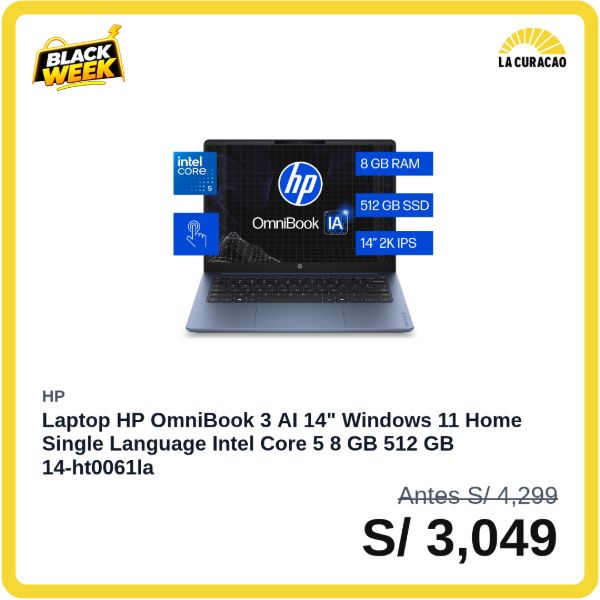 BLACK
WEEK
LA CURACAO
intel
CORE
5
hp
OmniBook IA
8 GB RAM
512 GB SSD
14" 2K IPS
HP
Laptop HP OmniBook 3 AI 14" Windows 11 Home
Single Language Intel Core 5 8 GB 512 GB
14-ht0061la
Antes S/ 4,299
S/ 3,049